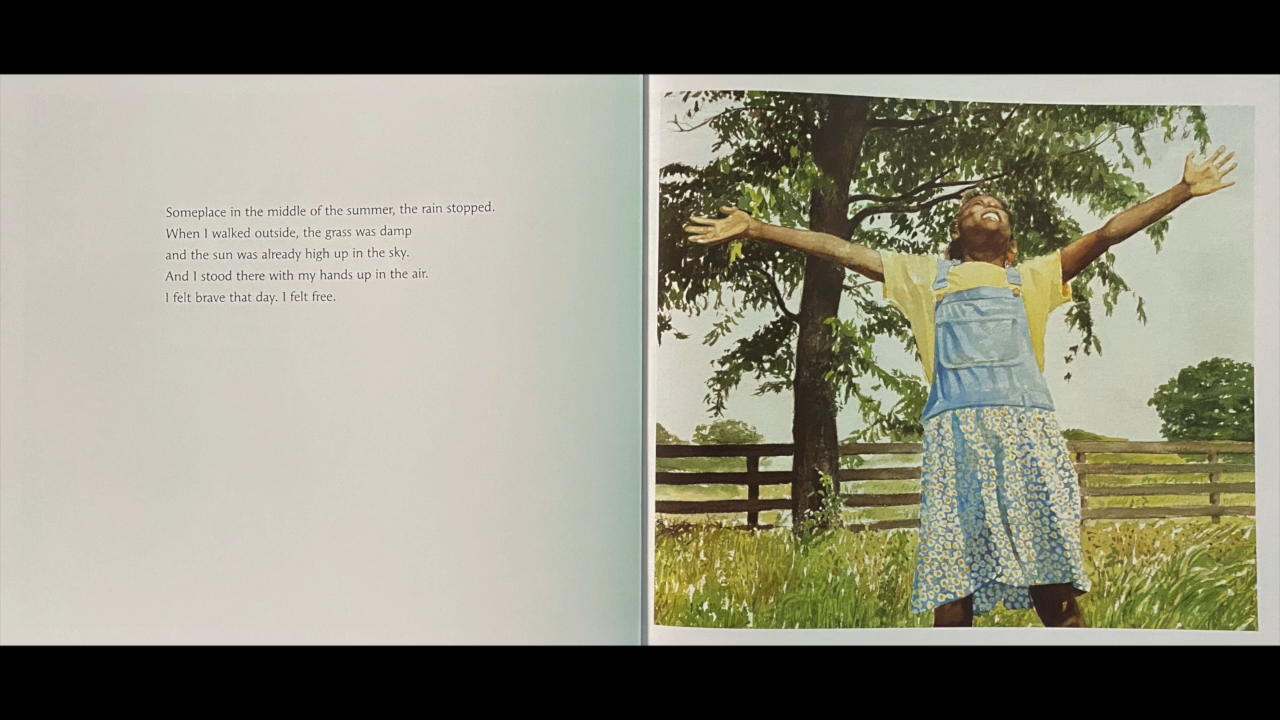 Someplace in the middle of the summer, the rain stopped.
When I walked outside, the grass was damp
and the sun was already high up in the sky.
And I stood there with my hands up in the air.
I felt brave that day. I felt free.